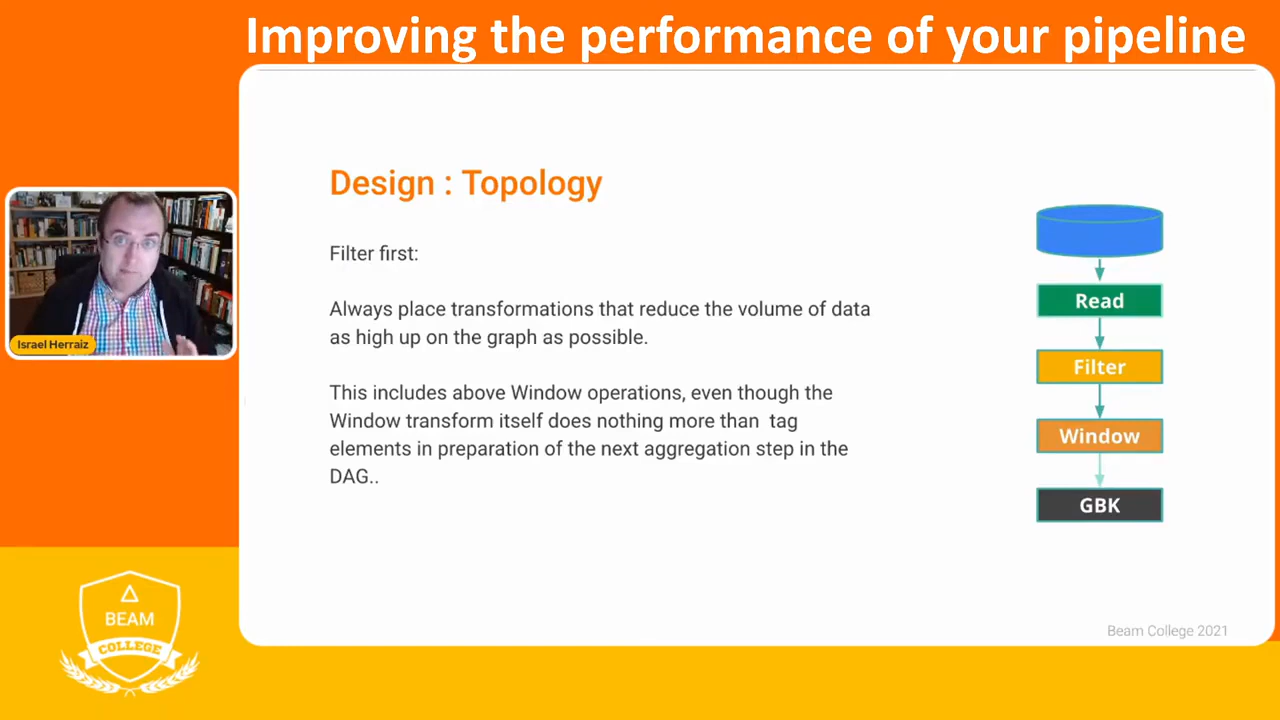 Improving the performance of your pipeline
Design : Topology
Filter first:
Always place transformations that reduce the volume of data
as high up on the graph as possible.
This includes above Window operations, even though the
Window transform itself does nothing more than  tag
elements in preparation of the next aggregation step in the
DAG..
Read
Filter
Window
GBK
Israel Herraiz
BEAM
COLLEGE
Beam College 2021